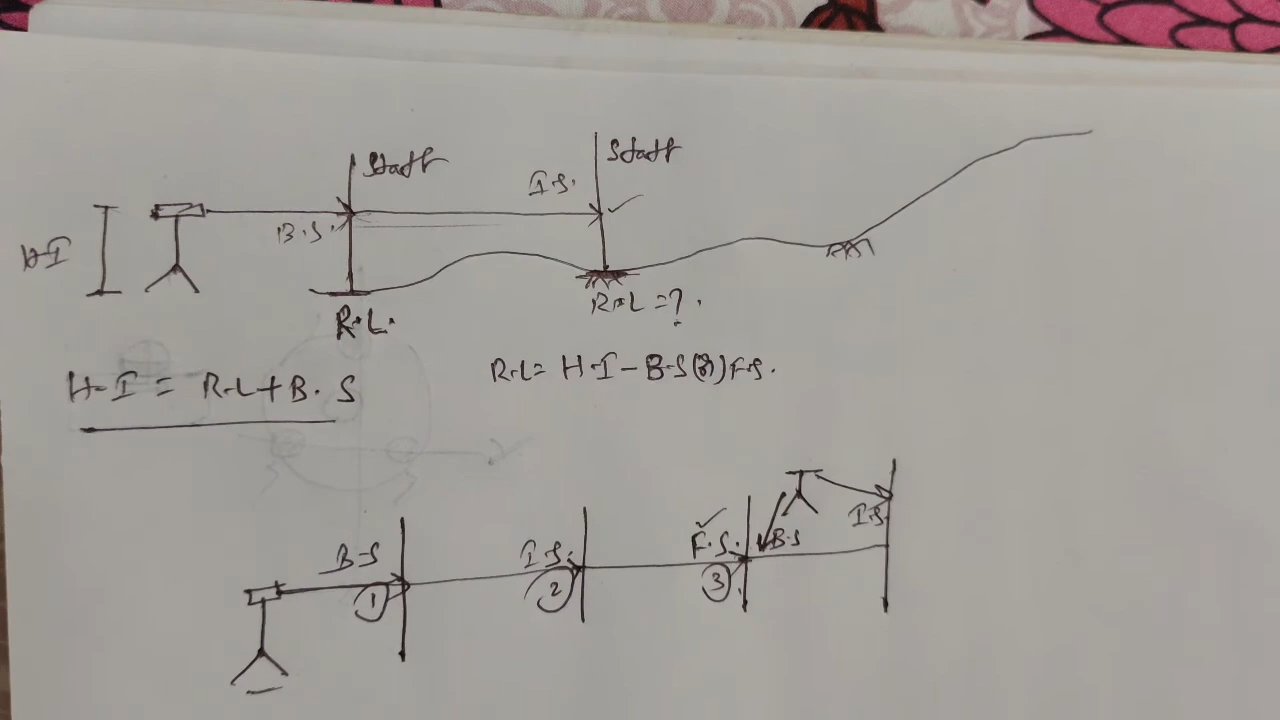 Staff
Staff
I.S.
B.S.
H.I
R.L.
R.L =?.
R.L= H.I - B.S (or) F.S.
H.I = R.L + B.S
B.S
I.S.
F.S.
B.S
I.S
1
2
3